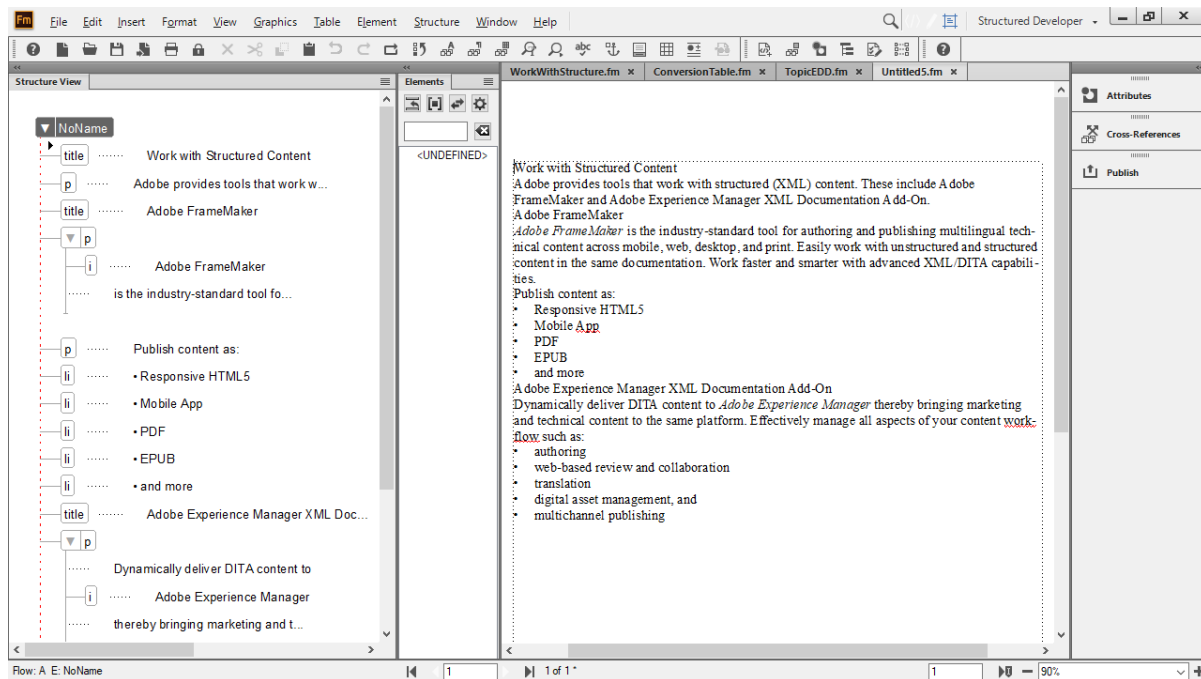 Fm File Edit Insert Format View Graphics Table Element Structure Window Help Structured Developer
WorkWithStructure.fm × ConversionTable.fm × TopicEDD.fm × Untitled5.fm ×
Structure View
NoName
title Work with Structured Content
p Adobe provides tools that work w...
title Adobe FrameMaker
p
i Adobe FrameMaker
is the industry-standard tool fo...
p Publish content as:
li • Responsive HTML5
li • Mobile App
li • PDF
li • EPUB
li • and more
title Adobe Experience Manager XML Doc...
p
Dynamically deliver DITA content to
i Adobe Experience Manager
thereby bringing marketing and t...
Elements
<UNDEFINED>
Work with Structured Content
Adobe provides tools that work with structured (XML) content. These include Adobe
FrameMaker and Adobe Experience Manager XML Documentation Add-On.
Adobe FrameMaker
Adobe FrameMaker is the industry-standard tool for authoring and publishing multilingual tech-
nical content across mobile, web, desktop, and print. Easily work with unstructured and structured
content in the same documentation. Work faster and smarter with advanced XML/DITA capabili-
ties.
Publish content as:
• Responsive HTML5
• Mobile App
• PDF
• EPUB
• and more
Adobe Experience Manager XML Documentation Add-On
Dynamically deliver DITA content to Adobe Experience Manager thereby bringing marketing
and technical content to the same platform. Effectively manage all aspects of your content work-
flow such as:
• authoring
• web-based review and collaboration
• translation
• digital asset management, and
• multichannel publishing
Attributes
Cross-References
Publish
Flow: A E: NoName 1 1 of 1 * 1 90%